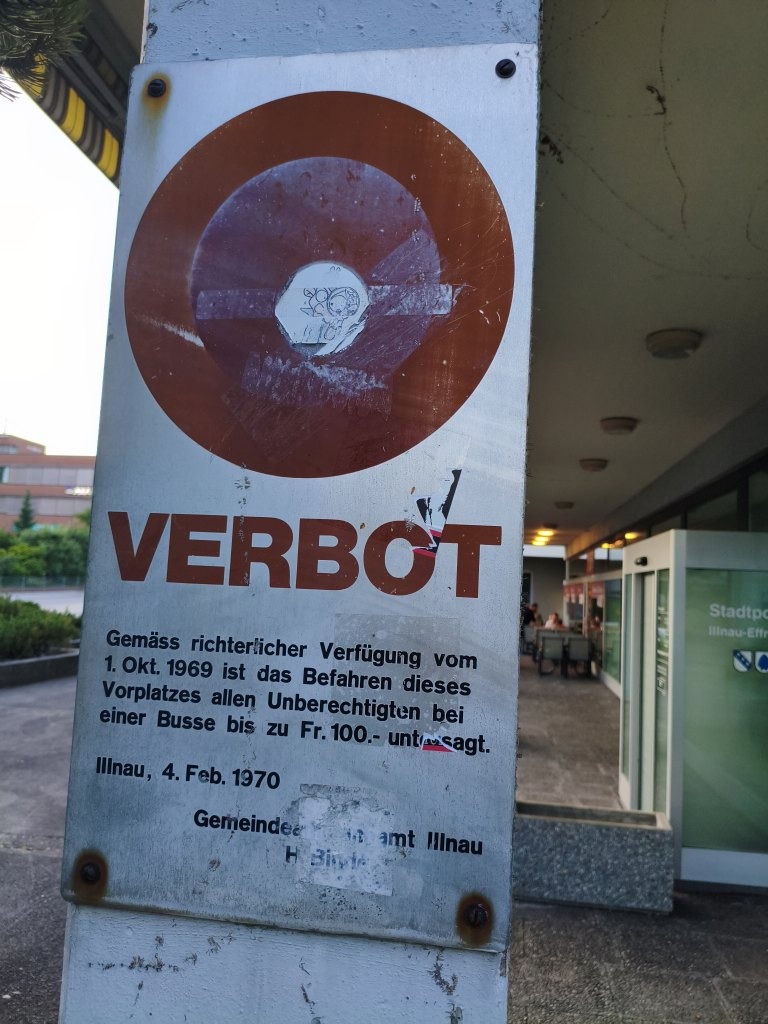 VERBOT
Gemäss richterlicher Verfügung vom
1. Okt. 1969 ist das Befahren dieses
Vorplatzes allen Unberechtigten bei
einer Busse bis zu Fr. 100.- untersagt.
Illnau, 4. Feb. 1970
Illnau
H.
Stadtpo
Illnau-Effr